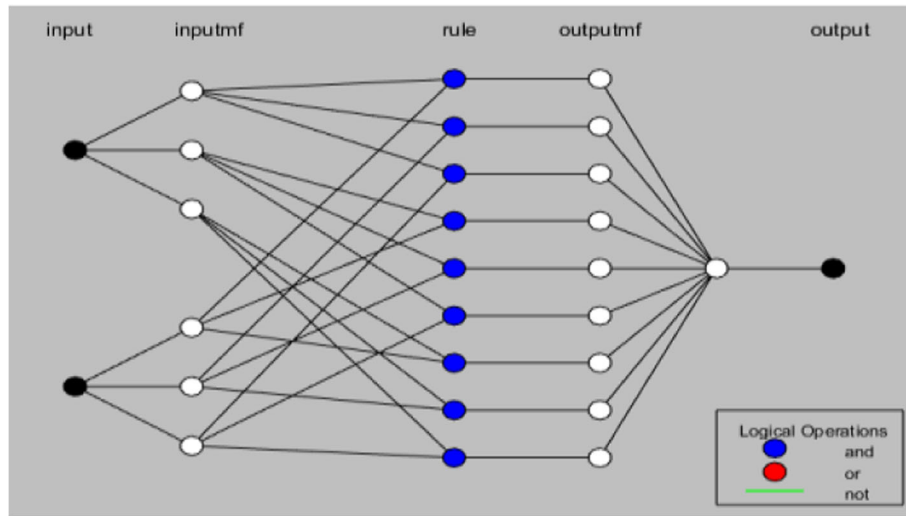 input inputmf rule outputmf output
Logical Operations
and
or
not